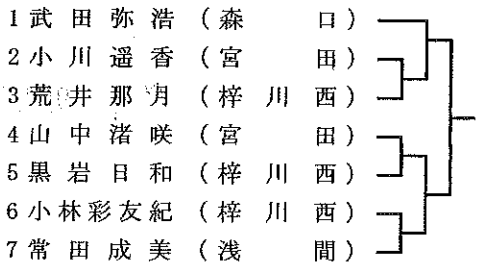 1 武田弥浩 (森口)
2 小川遥香 (宮田)
3 荒井那月 (梓川西)
4 山中渚咲 (宮田)
5 黒岩日和 (梓川西)
6 小林彩友紀 (梓川西)
7 常田成美 (浅間)